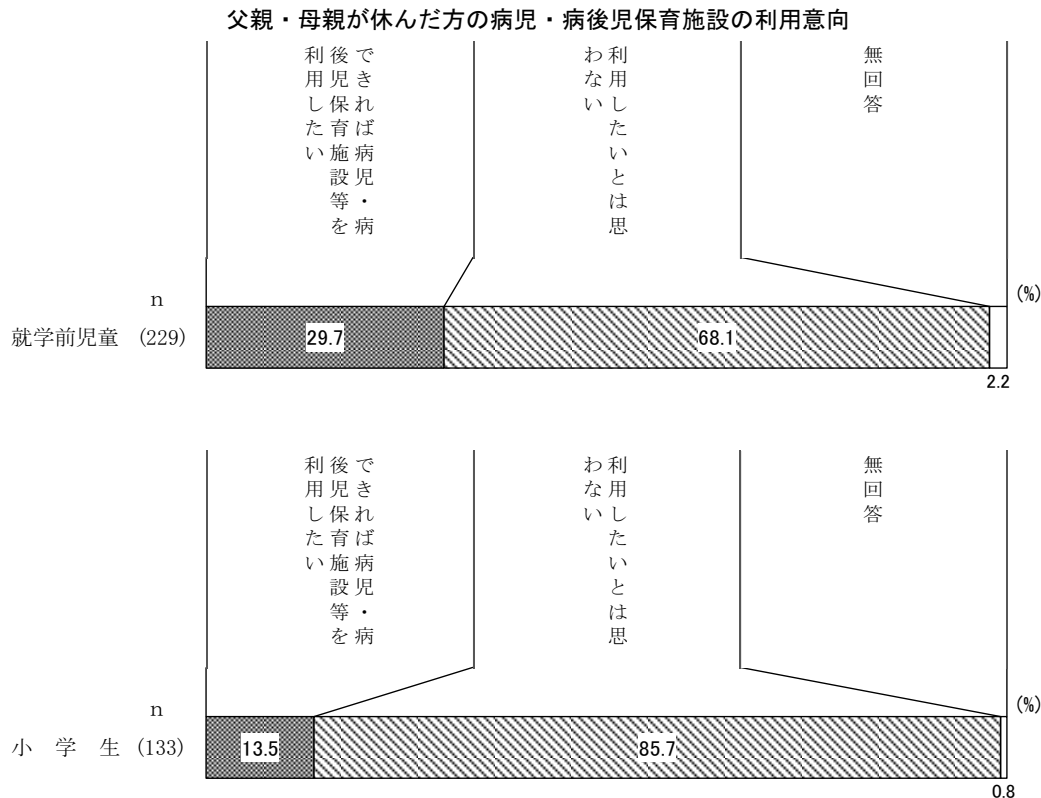 父親・母親が休んだ方の病児・病後児保育施設の利用意向
できれば病児・病
後児保育施設等を
利用したい
利用したいとは思
わない
無回答
n
(%)
就学前児童 (229)
29.7
68.1
2.2
できれば病児・病
後児保育施設等を
利用したい
利用したいとは思
わない
無回答
n
(%)
小 学 生 (133)
13.5
85.7
0.8